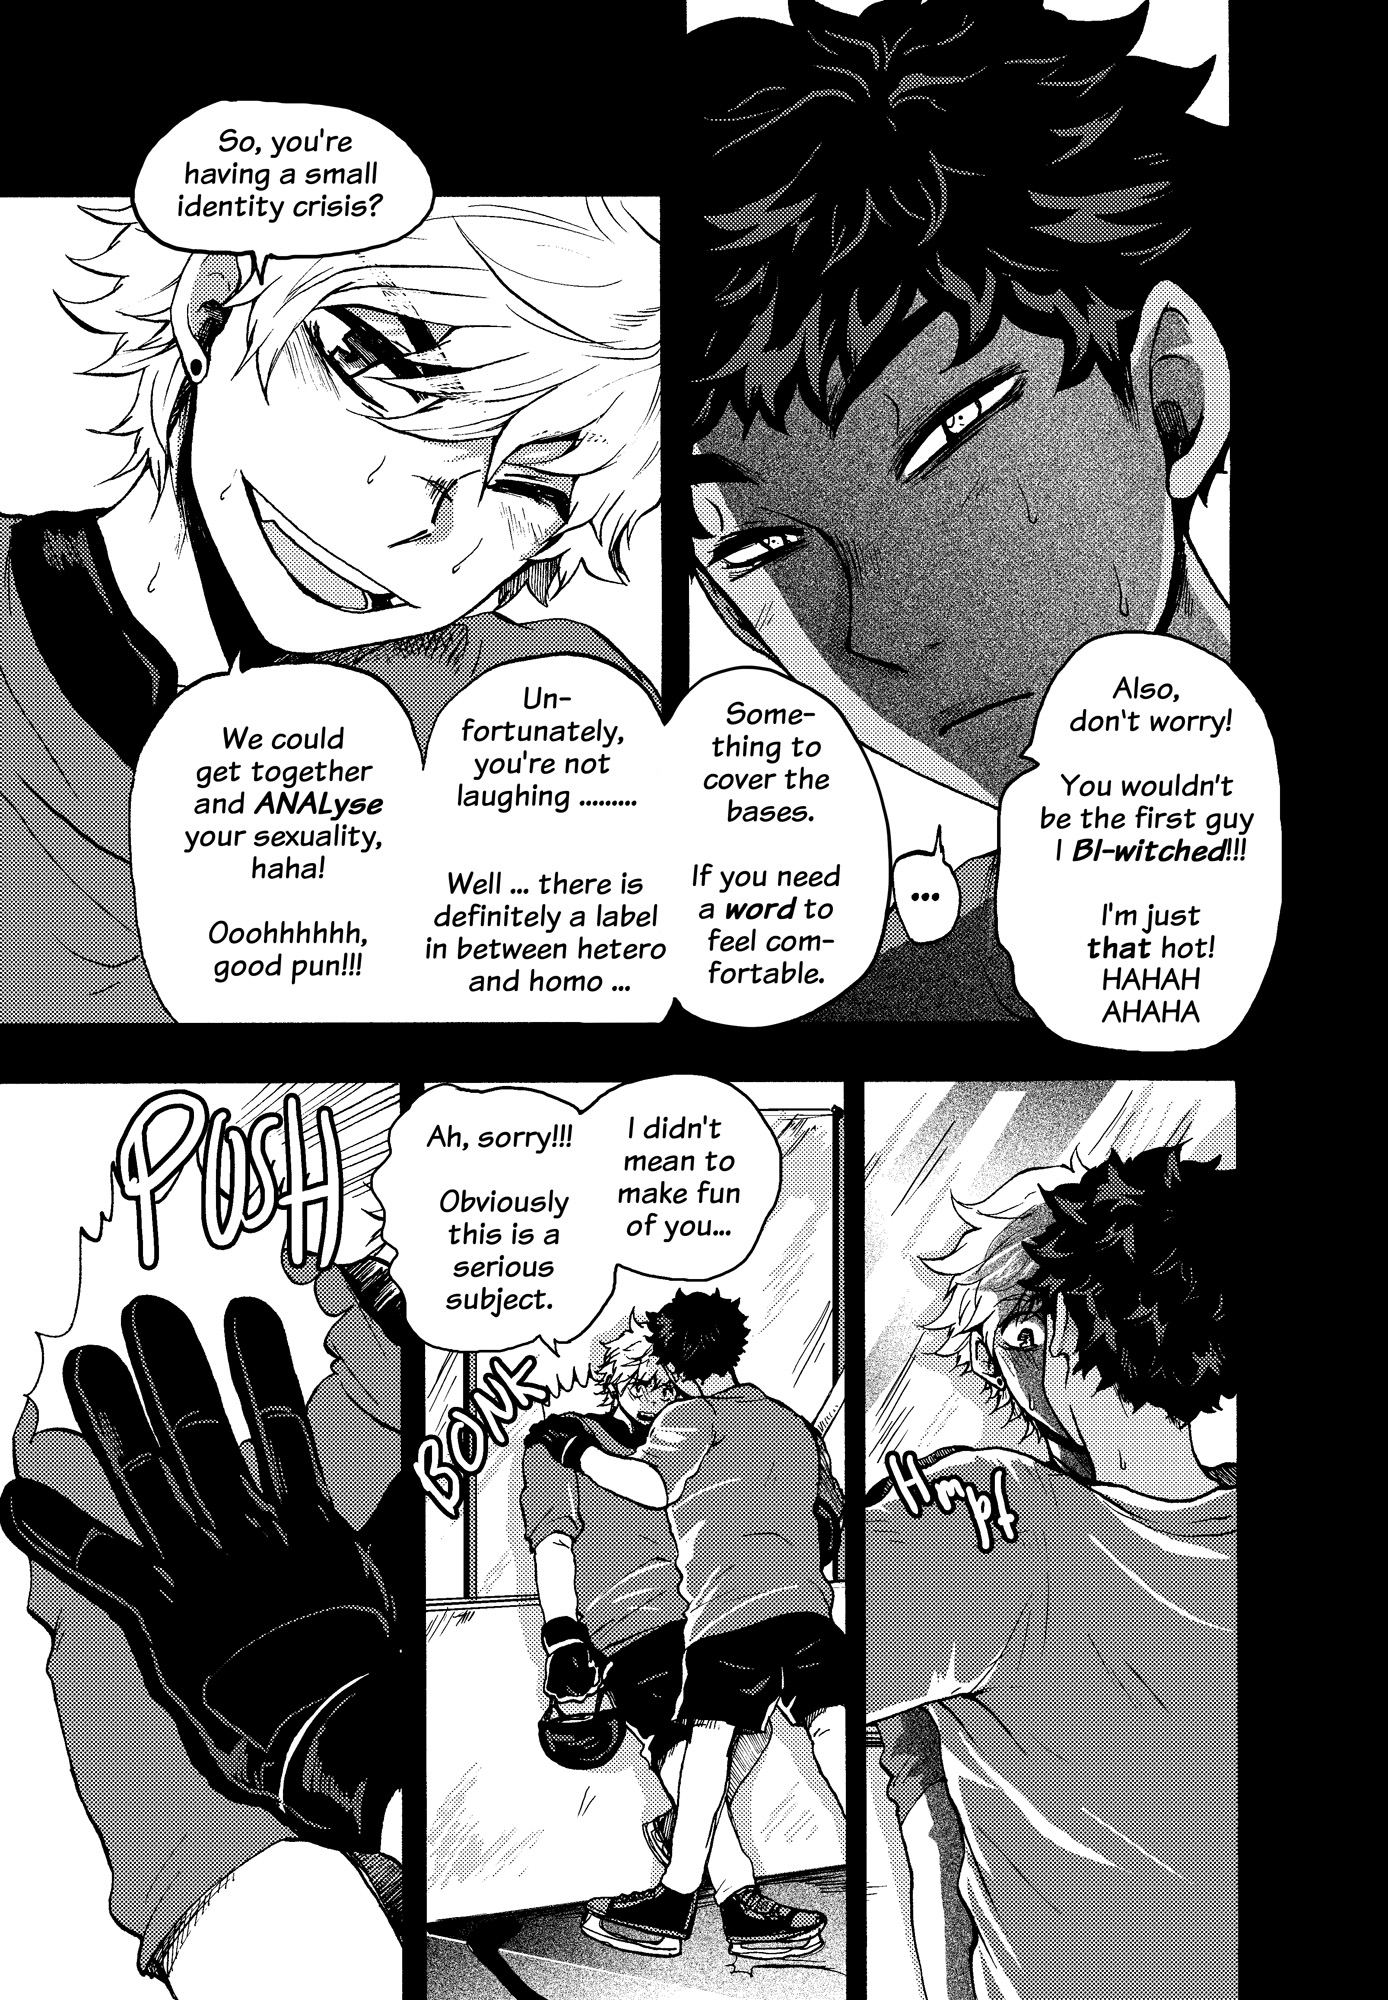 So, you're
having a small
identity crisis?
We could
get together
and ANALyse
your sexuality,
haha!
Ooohhhhhh,
good pun!!!
Un-
fortunately,
you're not
laughing .........
Well ... there is
definitely a label
in between hetero
and homo ...
Some-
thing to
cover the
bases.
If you need
a word to
feel com-
fortable.
...
Also,
don't worry!
You wouldn't
be the first guy
I BI-witched!!!
I'm just
that hot!
HAHAH
AHAHA
POSH
Ah, sorry!!!
Obviously
this is a
serious
subject.
I didn't
mean to
make fun
of you...
BONK
Hwdf